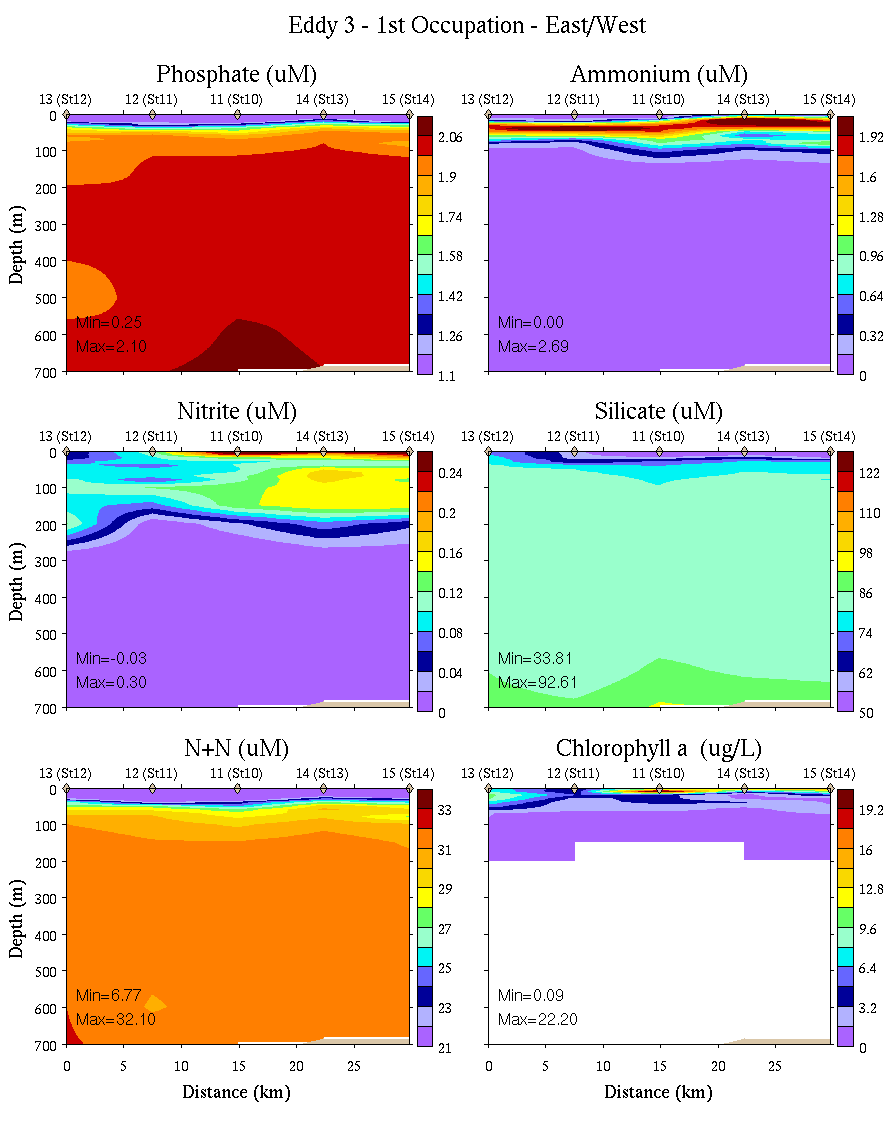 Eddy 3 - 1st Occupation - East/West
Phosphate (uM)
13 (St12) 12 (St11) 11 (St10) 14 (St13) 15 (St14)
0
100
200
300
400
500
600
700
Depth (m)
Min=0.25
Max=2.10
2.06
1.9
1.74
1.58
1.42
1.26
1.1
Ammonium (uM)
13 (St12) 12 (St11) 11 (St10) 14 (St13) 15 (St14)
Min=0.00
Max=2.69
1.92
1.6
1.28
0.96
0.64
0.32
0
Nitrite (uM)
13 (St12) 12 (St11) 11 (St10) 14 (St13) 15 (St14)
0
100
200
300
400
500
600
700
Depth (m)
Min=-0.03
Max=0.30
0.24
0.2
0.16
0.12
0.08
0.04
0
Silicate (uM)
13 (St12) 12 (St11) 11 (St10) 14 (St13) 15 (St14)
Min=33.81
Max=92.61
122
110
98
86
74
62
50
N+N (uM)
13 (St12) 12 (St11) 11 (St10) 14 (St13) 15 (St14)
0
100
200
300
400
500
600
700
Depth (m)
Min=6.77
Max=32.10
33
31
29
27
25
23
21
0 5 10 15 20 25
Distance (km)
Chlorophyll a (ug/L)
13 (St12) 12 (St11) 11 (St10) 14 (St13) 15 (St14)
Min=0.09
Max=22.20
19.2
16
12.8
9.6
6.4
3.2
0
0 5 10 15 20 25
Distance (km)